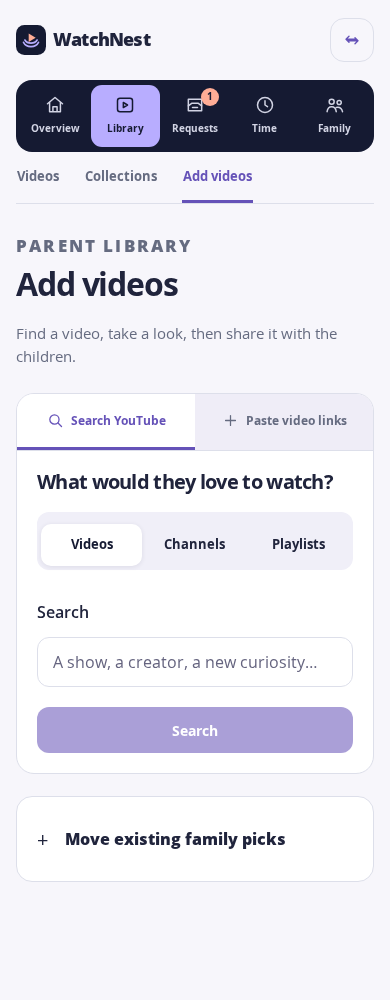 WatchNest
1
Overview
Library
Requests
Time
Family
Videos
Collections
Add videos
PARENT LIBRARY
Add videos
Find a video, take a look, then share it with the
children.
Search YouTube
Paste video links
What would they love to watch?
Videos
Channels
Playlists
Search
A show, a creator, a new curiosity...
Search
+ Move existing family picks